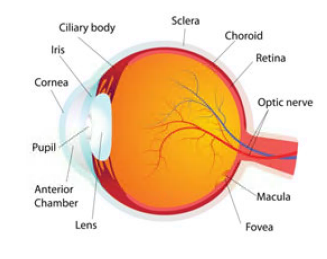 Sclera
Ciliary body
Choroid
Iris
Retina
Cornea
Optic nerve
Pupil
Anterior
Chamber
Macula
Lens
Fovea